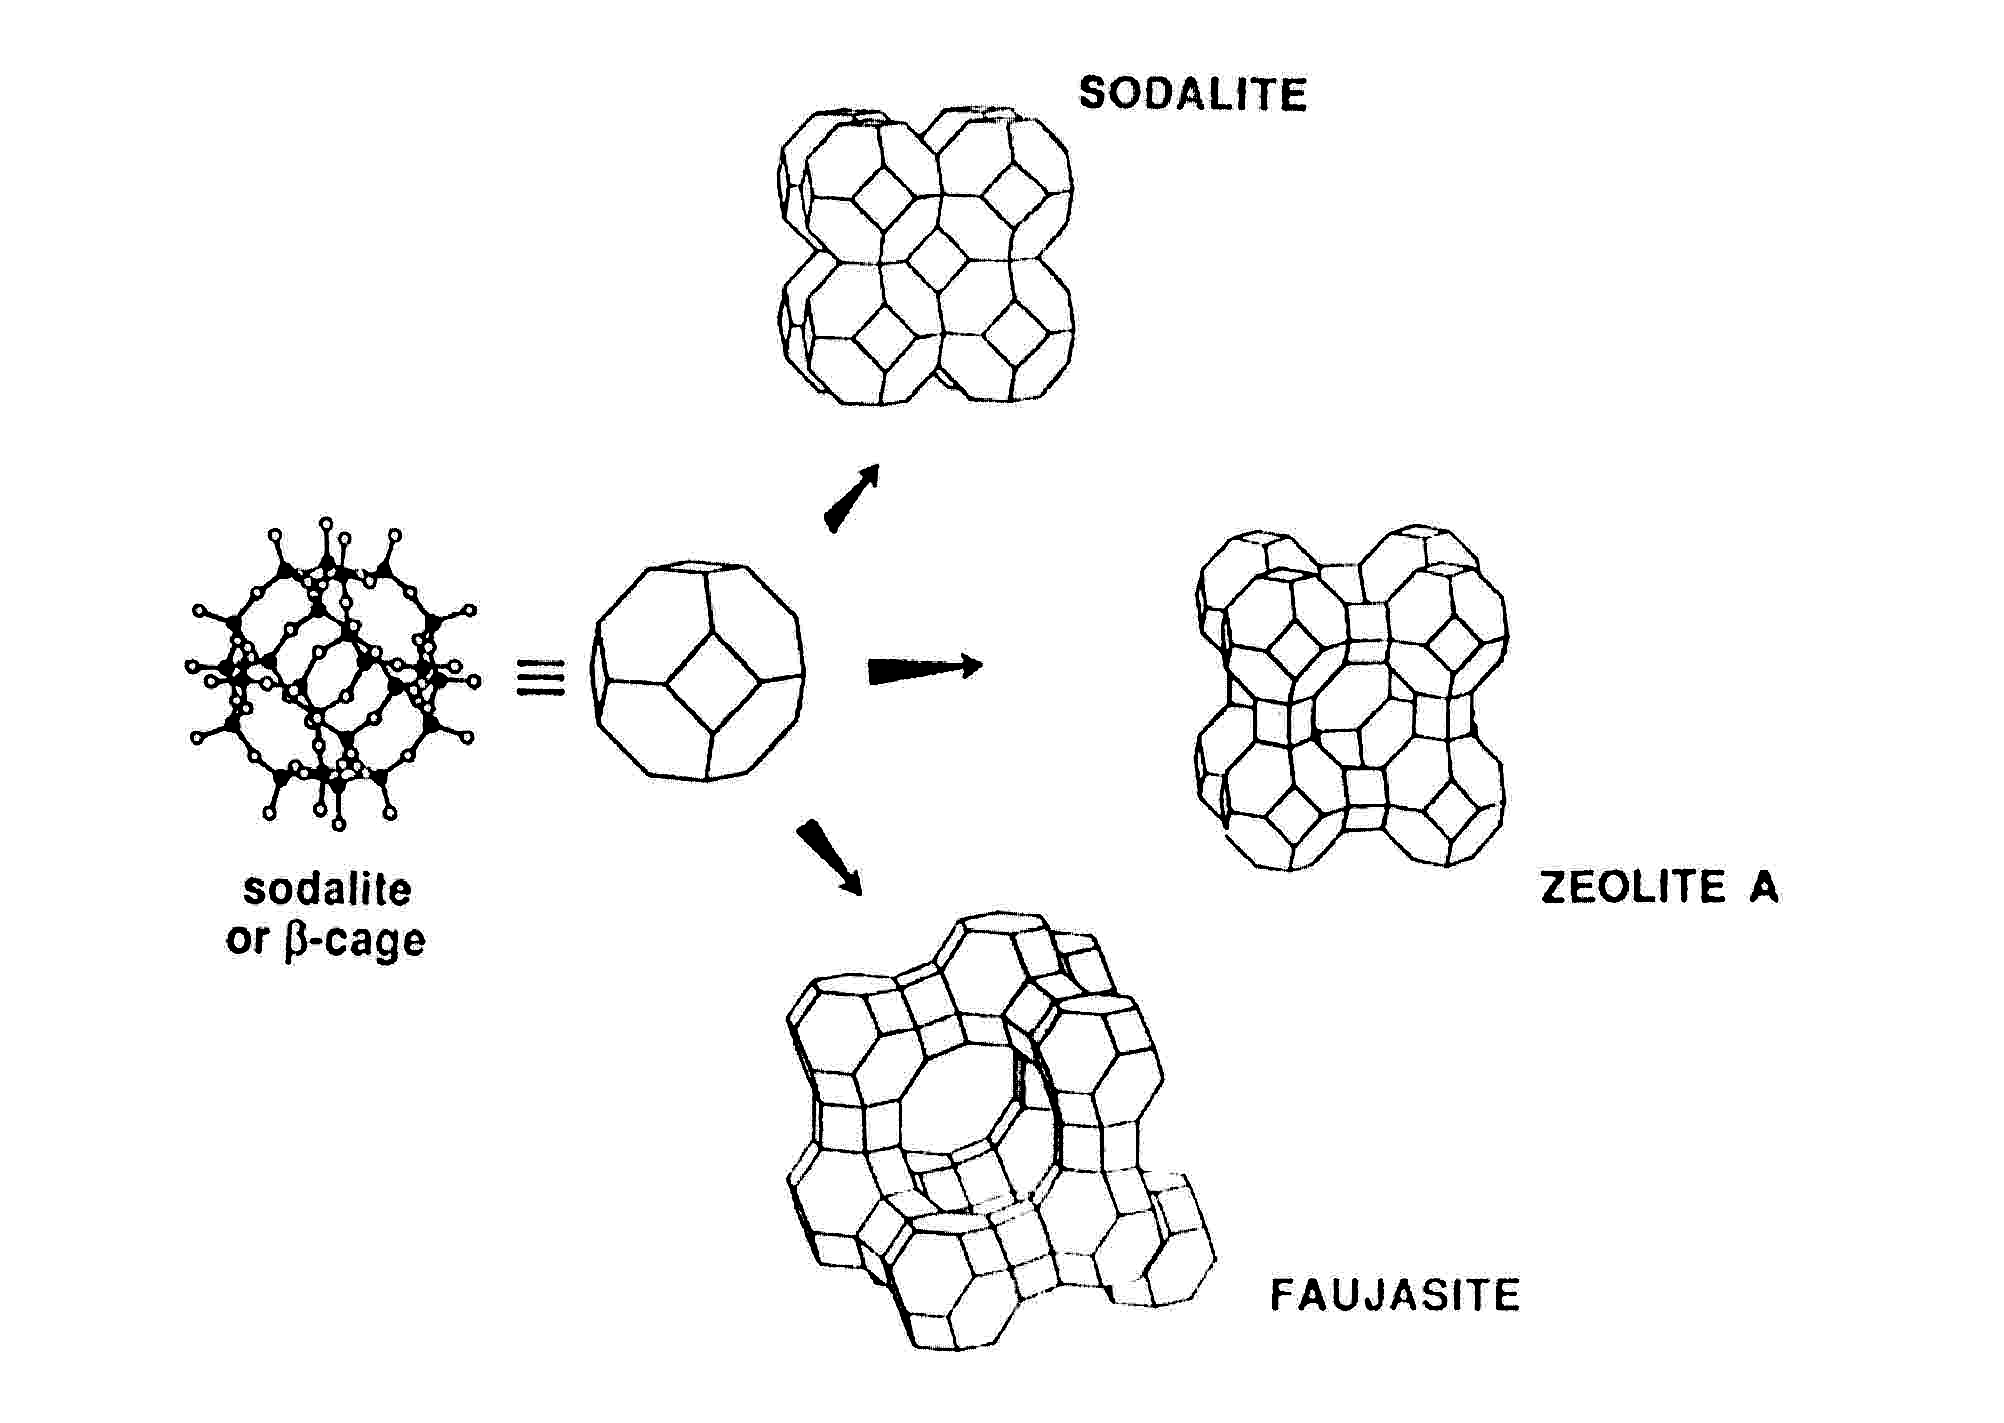 SODALITE
sodalite
or β-cage
ZEOLITE A
FAUJASITE